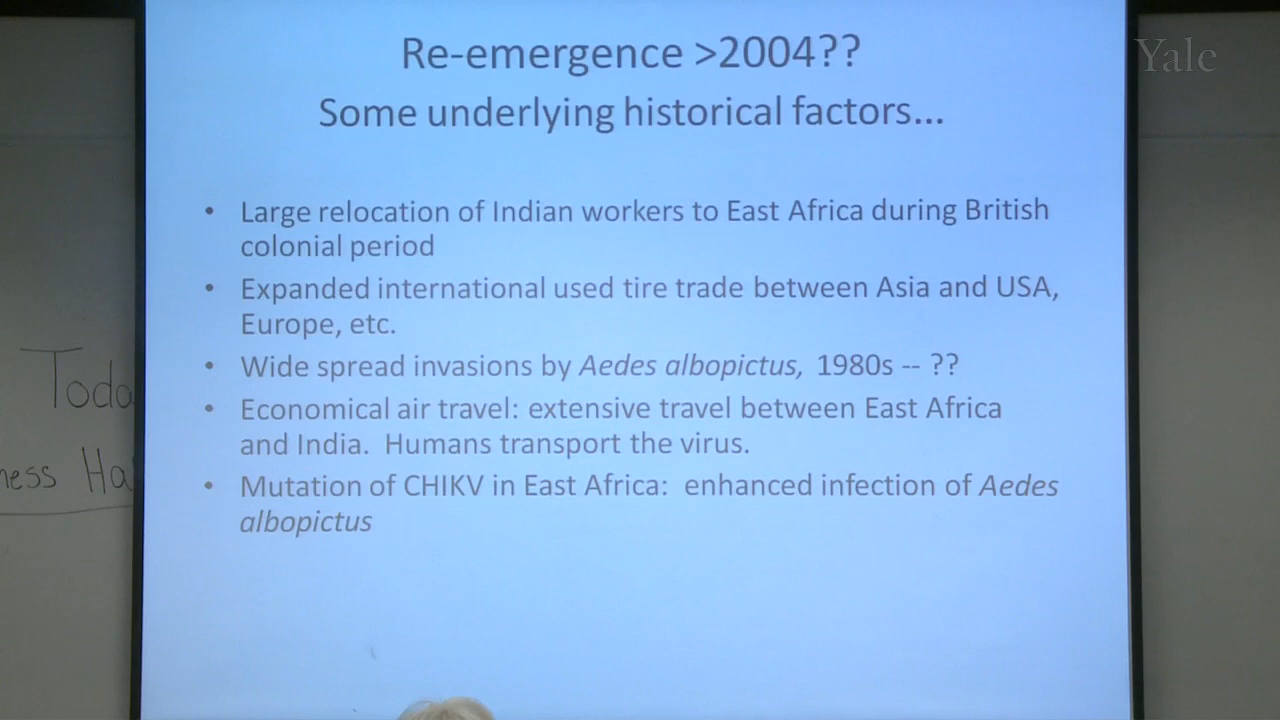 Re-emergence >2004??
Some underlying historical factors...
• Large relocation of Indian workers to East Africa during British
colonial period
• Expanded international used tire trade between Asia and USA,
Europe, etc.
• Wide spread invasions by Aedes albopictus, 1980s -- ??
• Economical air travel: extensive travel between East Africa
and India. Humans transport the virus.
• Mutation of CHIKV in East Africa: enhanced infection of Aedes
albopictus
Yale